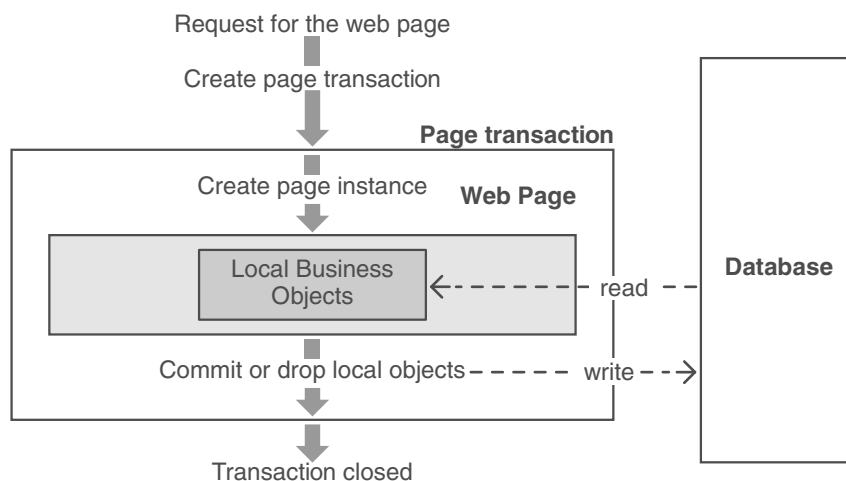 Request for the web page
Create page transaction
Page transaction
Create page instance
Web Page
Local Business
Objects
read
Database
Commit or drop local objects
write
Transaction closed